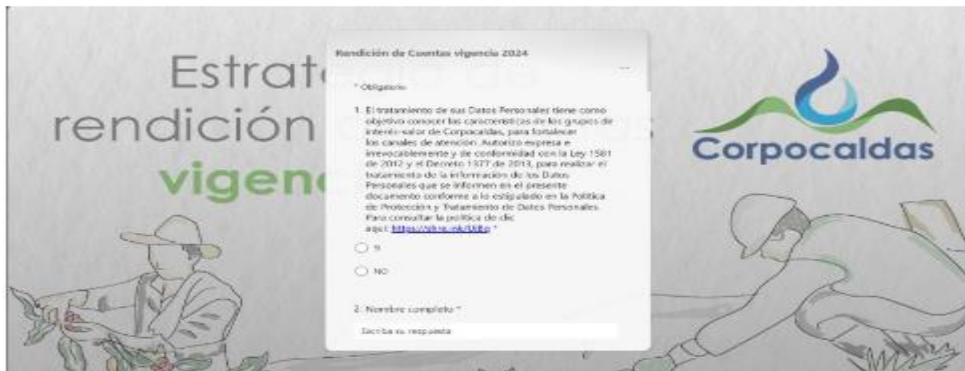 Estrat
rendición
vigen
Rendición de Cuentas vigencia 2024
* Obligatorio
1. El tratamiento de sus Datos Personales tiene como
objetivo conocer las características de los grupos de
interés-valor de Corpocaldas, para fortalecer
los canales de atención. Autorizo expresa e
irrevocablemente y de conformidad con la Ley 1581
de 2012 y el Decreto 1377 de 2013, para realizar el
tratamiento de la información de los Datos
Personales que se informen en el presente
documento conforme a lo estipulado en la Política
de Protección y Tratamiento de Datos Personales.
Para consultar la política de clic
aquí: *
SI
NO
2. Nombre completo *
Escriba su respuesta
Corpocaldas